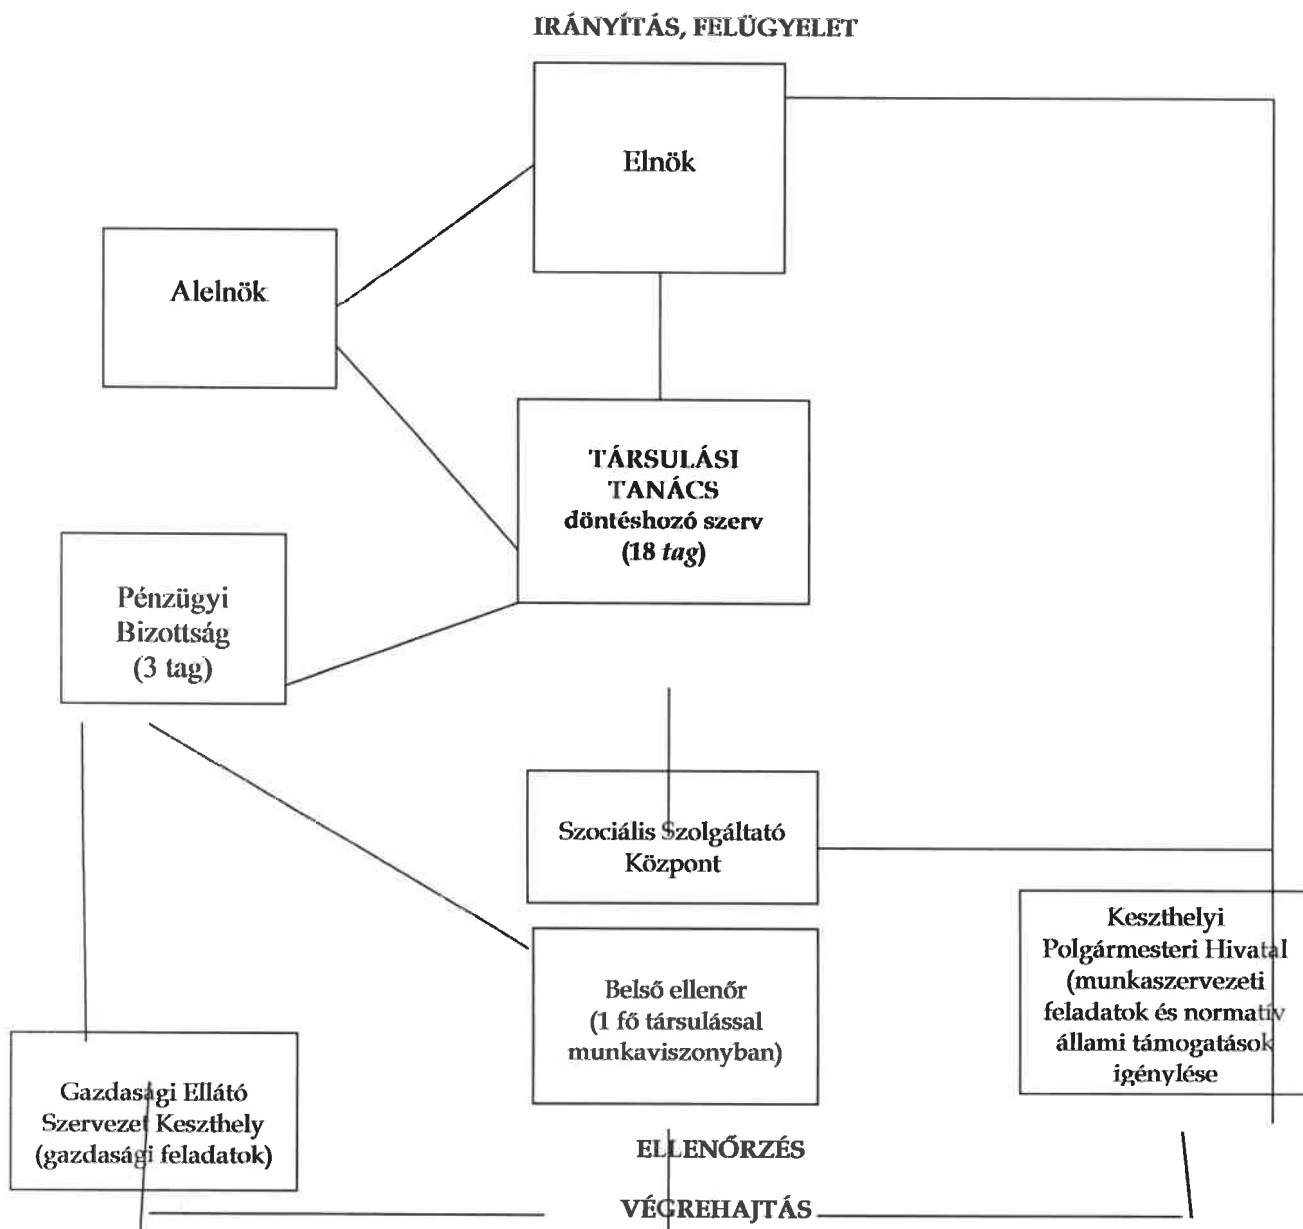 IRÁNYÍTÁS, FELÜGYELET
Elnök
Alelnök
TÁRSULÁSI
TANÁCS
döntéshozó szerv
(18 tag)
Pénzügyi
Bizottság
(3 tag)
Szociális Szolgáltató
Központ
Keszthelyi
Polgármesteri Hivatal
(munkaszervezeti
feladatok és normatív
állami támogatások
igénylése
Belső ellenőr
(1 fő társulással
munkaviszonyban)
Gazdasági Ellátó
Szervezet Keszthely
(gazdasági feladatok)
ELLENŐRZÉS
VÉGREHAJTÁS